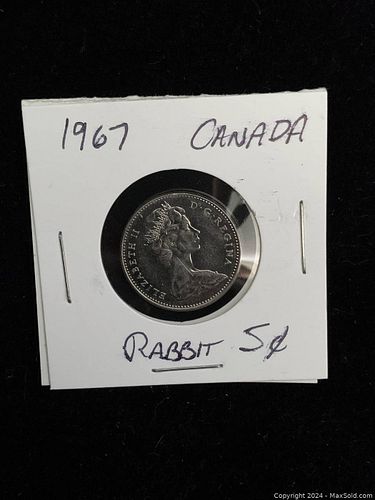 1967 CANADA
ELIZABETH II D·G·REGINA
RABBIT 5¢
Copyright 2024 - MaxSold.com